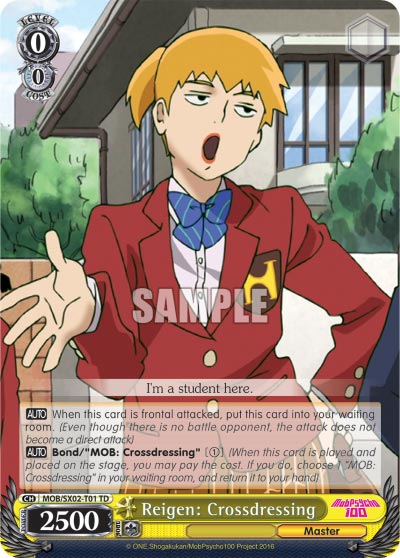 LEVEL
0
0
COST
SAMPLE
I'm a student here.
AUTO When this card is frontal attacked, put this card into your waiting
room. (Even though there is no battle opponent, the attack does not
become a direct attack)
AUTO Bond/"MOB: Crossdressing" [(1)] (When this card is played and
placed on the stage, you may pay the cost. If you do, choose 1 "MOB:
Crossdressing" in your waiting room, and return it to your hand)
CH MOB/SX02-T01 TD
POWER 2500
SOUL
Reigen: Crossdressing
MobPsycho 100
Master
© ONE,Shogakukan/MobPsycho100 Project 2016